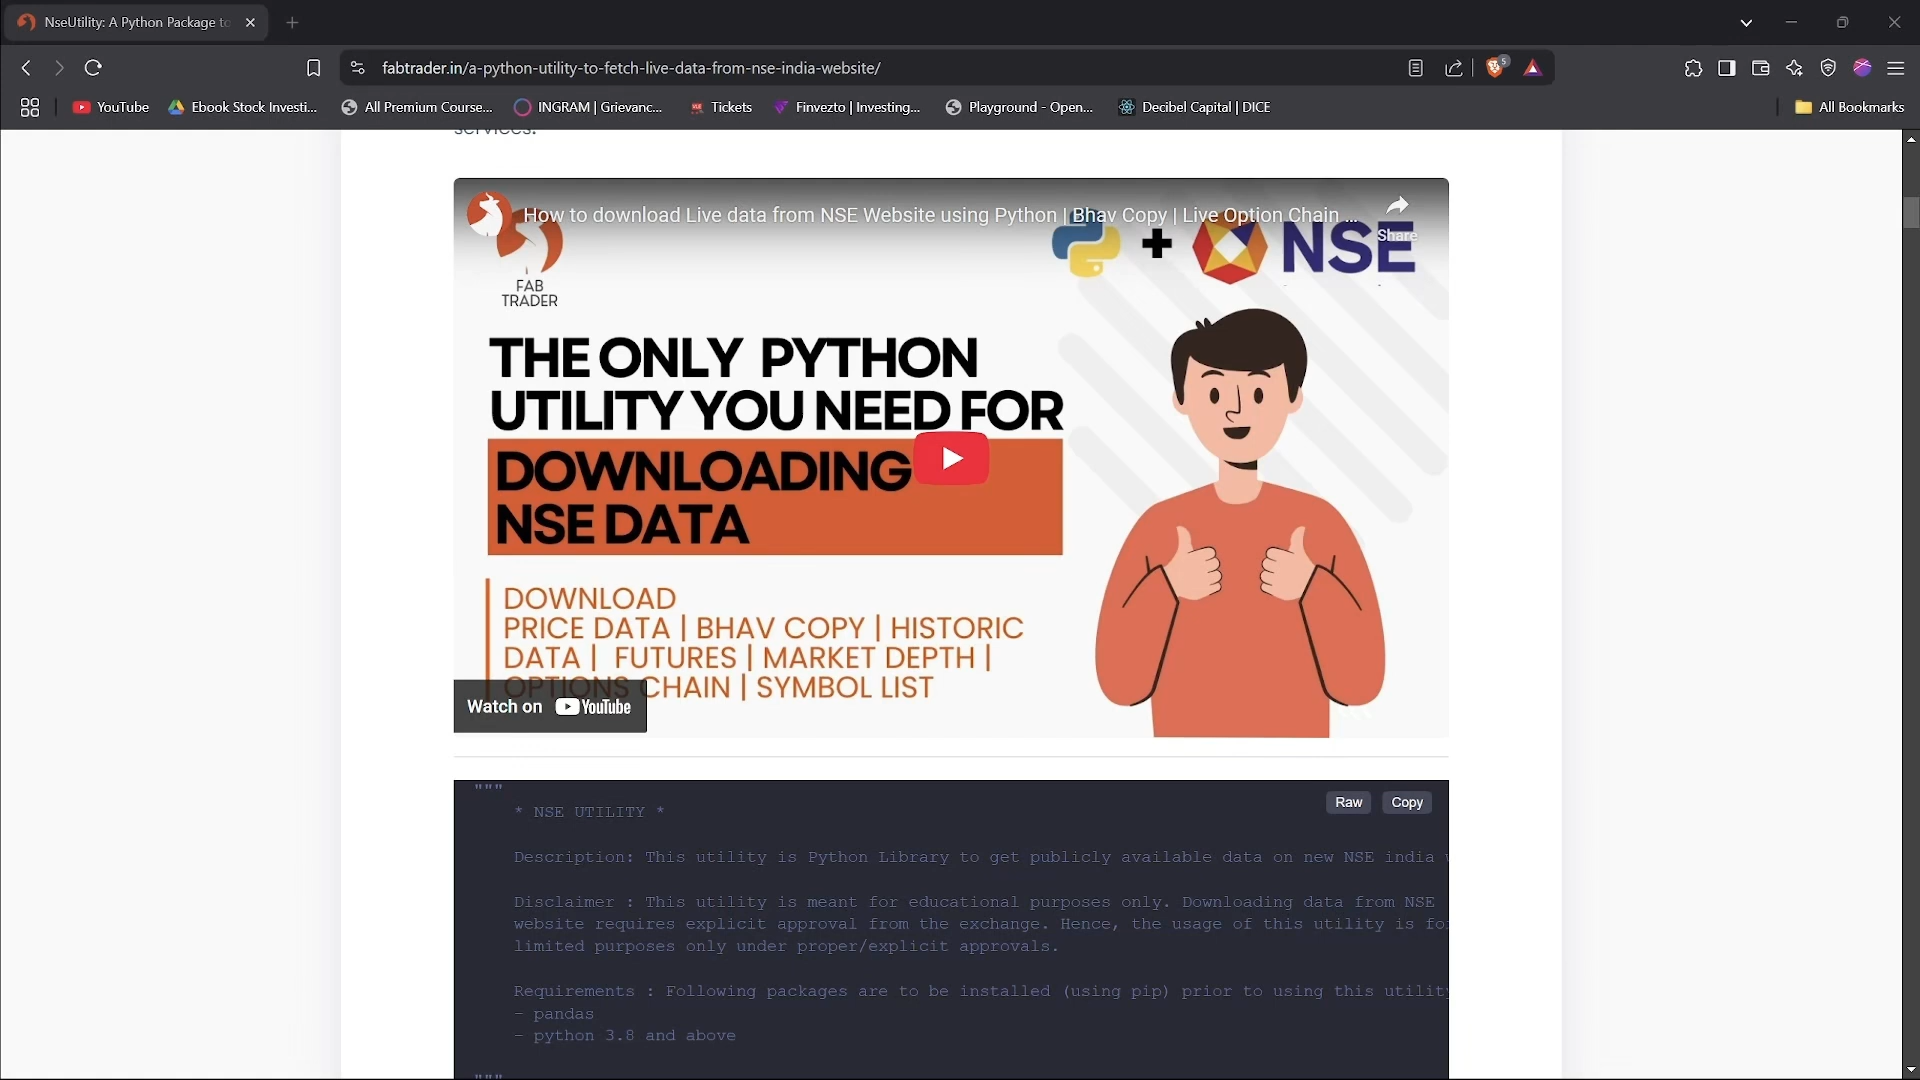 NseUtility: A Python Package to
fabtrader.in/a-python-utility-to-fetch-live-data-from-nse-india-website/
5
YouTube
Ebook Stock Investi...
All Premium Course...
INGRAM | Grievanc...
Tickets
Finvezto | Investing...
Playground - Open...
Decibel Capital | DICE
All Bookmarks
services.
How to download Live data from NSE Website using Python | Bhav Copy | Live Option Chain ...
Share
NSE
FAB
TRADER
THE ONLY PYTHON
UTILITY YOU NEED FOR
DOWNLOADING
NSE DATA
DOWNLOAD
PRICE DATA | BHAV COPY | HISTORIC
DATA | FUTURES | MARKET DEPTH |
OPTIONS CHAIN | SYMBOL LIST
Watch on YouTube
"""
Raw Copy
* NSE UTILITY *
Description: This utility is Python Library to get publicly available data on new NSE india
Disclaimer : This utility is meant for educational purposes only. Downloading data from NSE
website requires explicit approval from the exchange. Hence, the usage of this utility is fo
limited purposes only under proper/explicit approvals.
Requirements : Following packages are to be installed (using pip) prior to using this utility
- pandas
- python 3.8 and above
"""